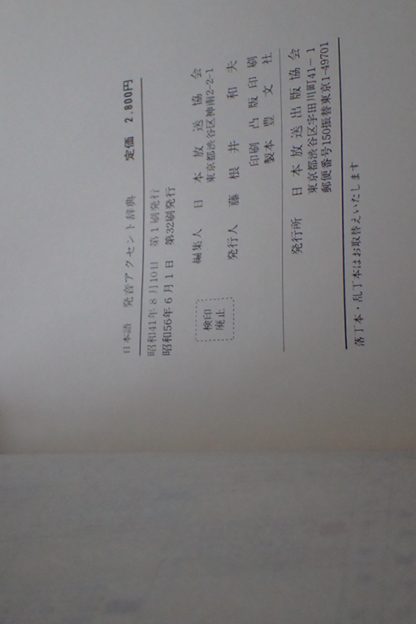 日本語 発音アクセント辞典 定価 2,800円
昭和41年8月10日 第1刷発行
昭和56年6月1日 第32刷発行
検印
廃止
編集人 日本放送協会
東京都渋谷区神南2-2-1
発行人 藤根井和夫
印刷 凸版印刷
製本 豊文社
発行所 日本放送出版協会
東京都渋谷区宇田川町41-1
郵便番号150振替東京1-49701
落丁本・乱丁本はお取替えいたします